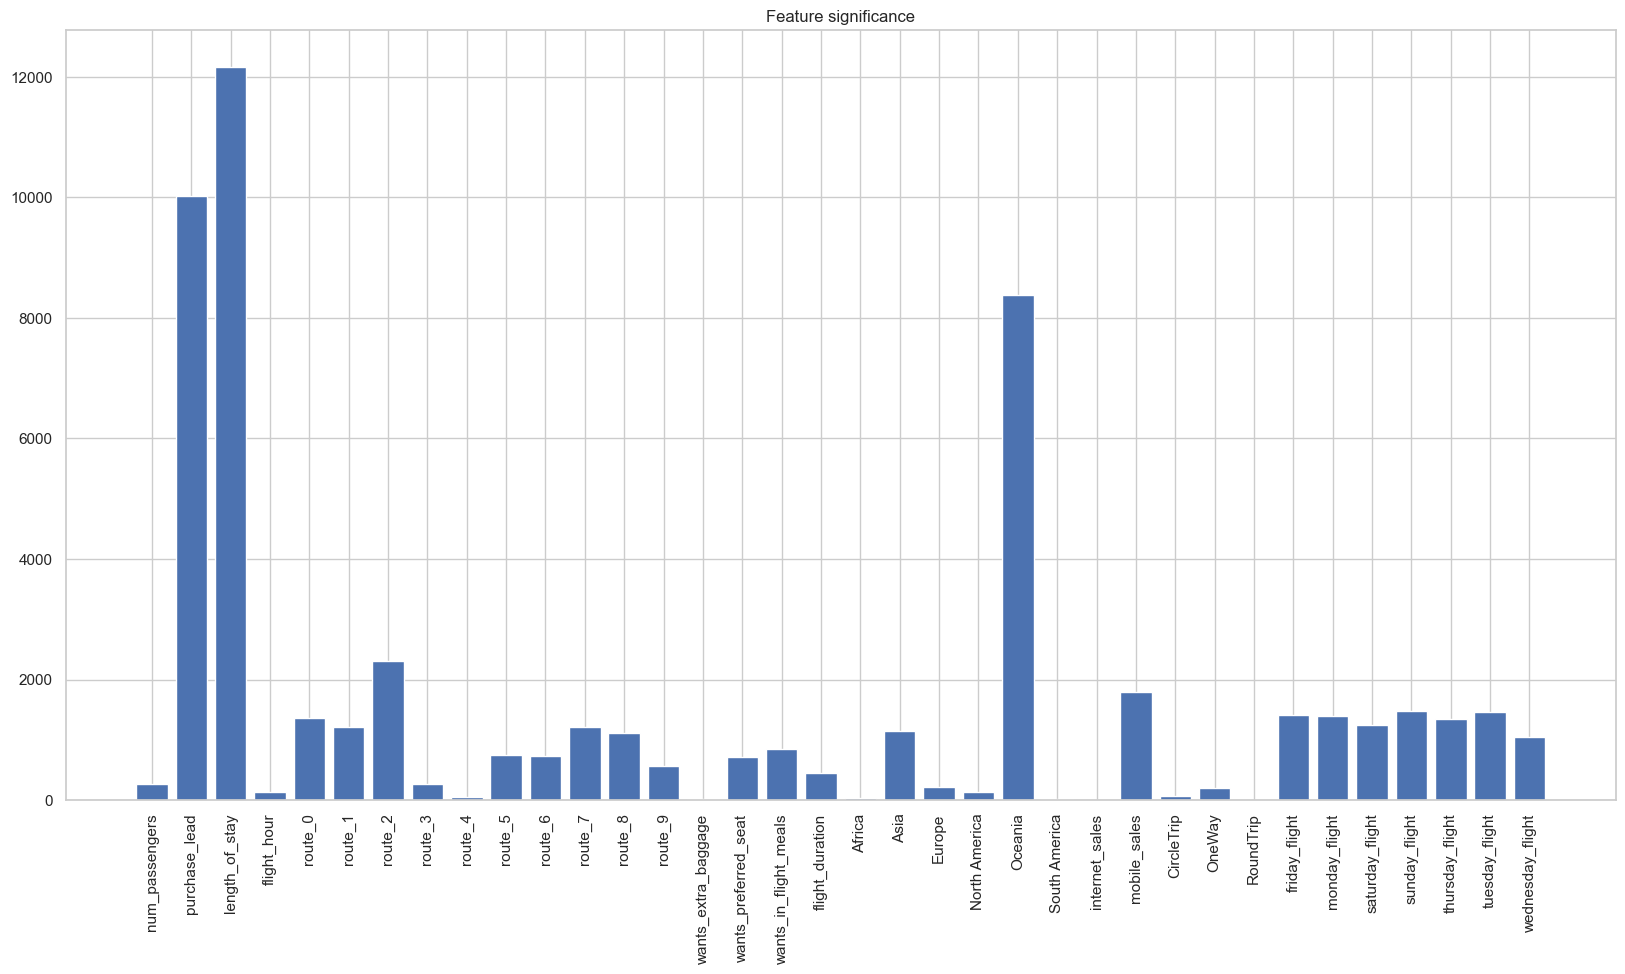 Feature significance
12000
10000
8000
6000
4000
2000
0
num_passengers
purchase_lead
length_of_stay
flight_hour
route_0
route_1
route_2
route_3
route_4
route_5
route_6
route_7
route_8
route_9
wants_extra_baggage
wants_preferred_seat
wants_in_flight_meals
flight_duration
Africa
Asia
Europe
North America
Oceania
South America
internet_sales
mobile_sales
CircleTrip
OneWay
RoundTrip
friday_flight
monday_flight
saturday_flight
sunday_flight
thursday_flight
tuesday_flight
wednesday_flight